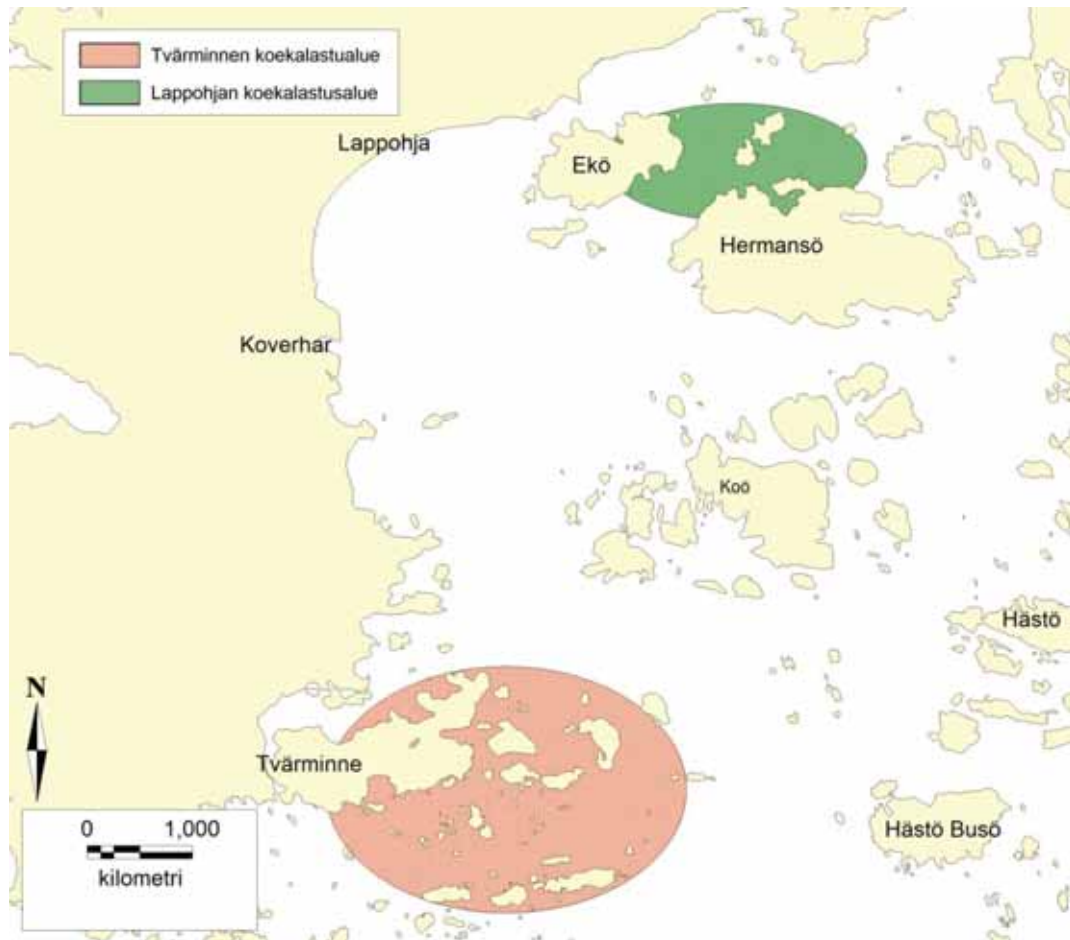 Tvärminnen koekalastualue
Lappohjan koekalastusalue
Lappohja
Ekö
Hermansö
Koverhar
Koö
Hästö
N
Tvärminne
Hästö Busö
0 1,000
kilometri